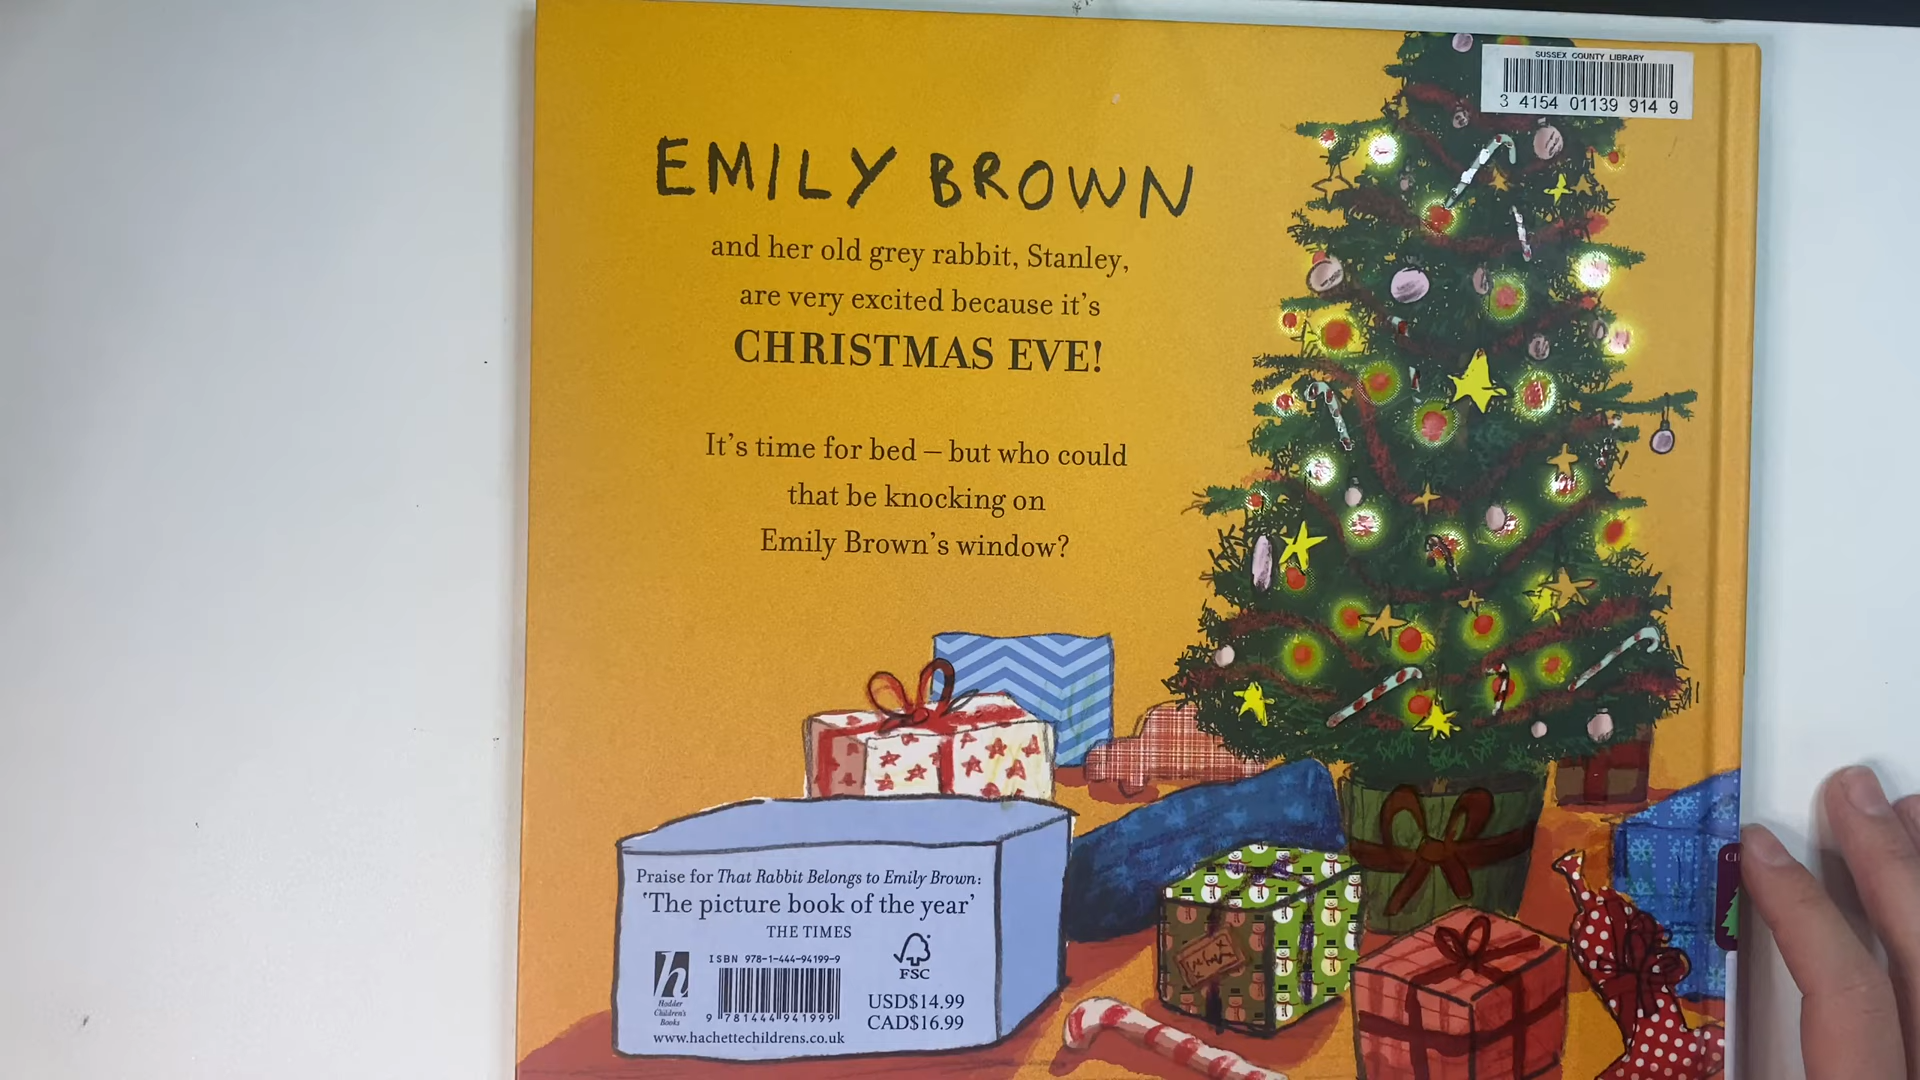 SUSSEX COUNTY LIBRARY
3 4154 01139 914 9
EMILY BROWN
and her old grey rabbit, Stanley,
are very excited because it's
CHRISTMAS EVE!
It's time for bed – but who could
that be knocking on
Emily Brown's window?
Praise for That Rabbit Belongs to Emily Brown:
'The picture book of the year'
THE TIMES
h
Hodder
Children's
Books
ISBN 978-1-444-94199-9
9 781444 941999
FSC
USD$14.99
CAD$16.99
www.hachettechildrens.co.uk